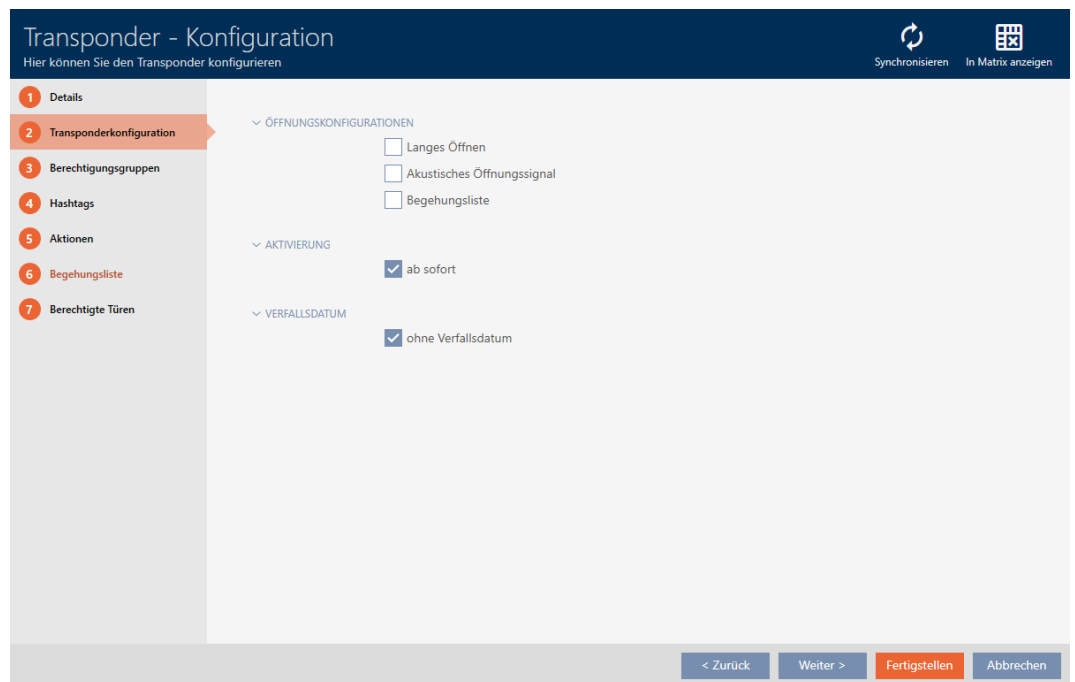 Transponder - Konfiguration
Hier können Sie den Transponder konfigurieren
Synchronisieren
In Matrix anzeigen
1 Details
2 Transponderkonfiguration
3 Berechtigungsgruppen
4 Hashtags
5 Aktionen
6 Begehungsliste
7 Berechtigte Türen
ÖFFNUNGSKONFIGURATIONEN
Langes Öffnen
Akustisches Öffnungssignal
Begehungsliste
AKTIVIERUNG
ab sofort
VERFALLSDATUM
ohne Verfallsdatum
< Zurück
Weiter >
Fertigstellen
Abbrechen